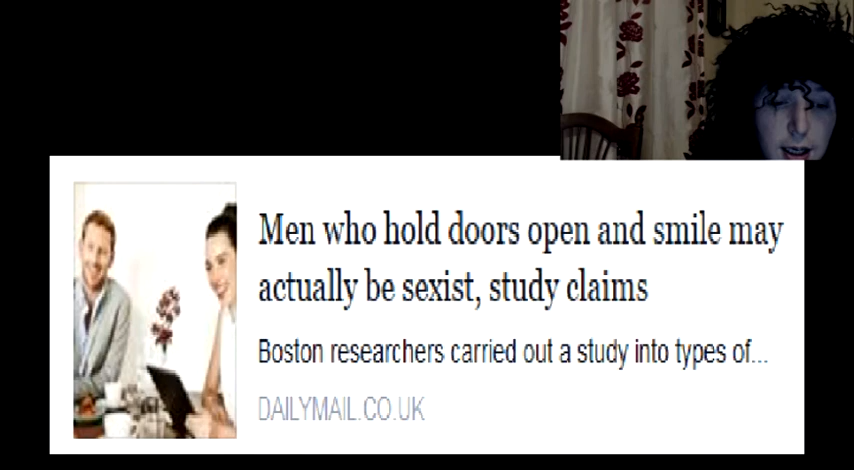 Men who hold doors open and smile may
actually be sexist, study claims
Boston researchers carried out a study into types of...
DAILYMAIL.CO.UK